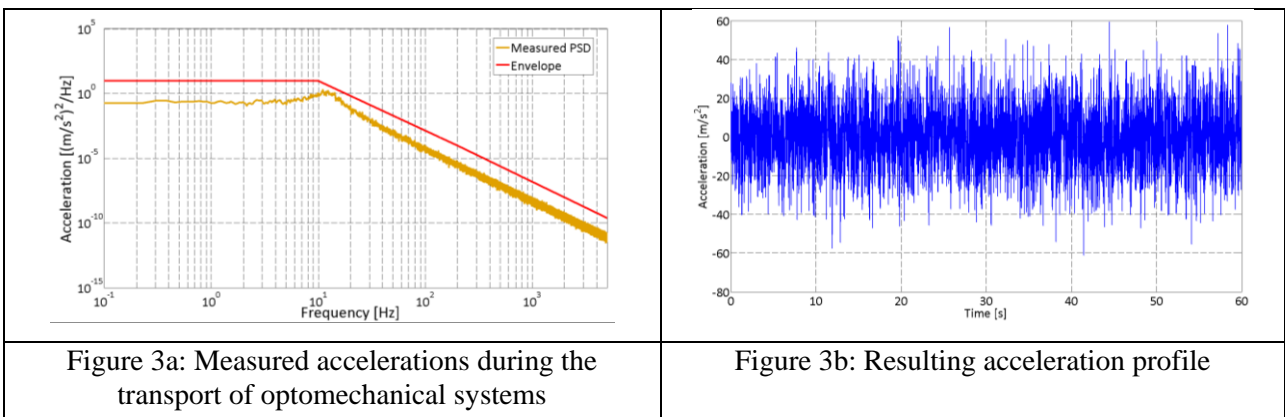 10^5
10^0
10^-5
10^-10
10^-15
Acceleration [(m/s^2)^2/Hz]
Measured PSD
Envelope
10^-1
10^0
10^1
10^2
10^3
Frequency [Hz]
60
40
20
0
-20
-40
-60
-80
Acceleration [m/s^2]
0
10
20
30
40
50
60
Time [s]
Figure 3a: Measured accelerations during the
transport of optomechanical systems
Figure 3b: Resulting acceleration profile